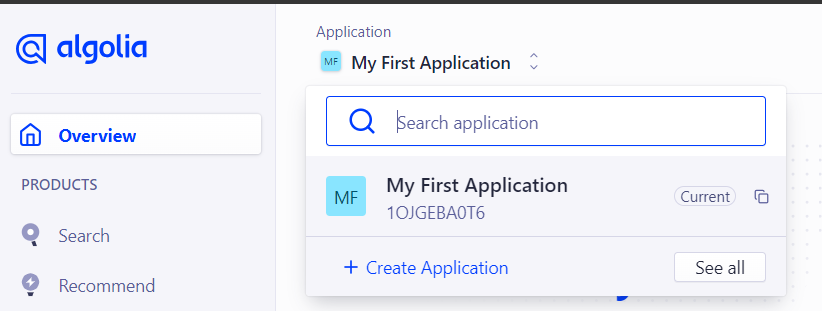 algolia
Overview
PRODUCTS
Search
Recommend
Application
MF My First Application
Search application
MF
My First Application
1OJGEBA0T6
Current
+ Create Application
See all